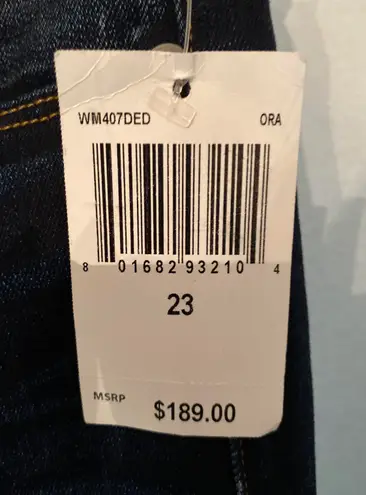 WM407DED ORA
8 01682 93210 4
23
MSRP $189.00